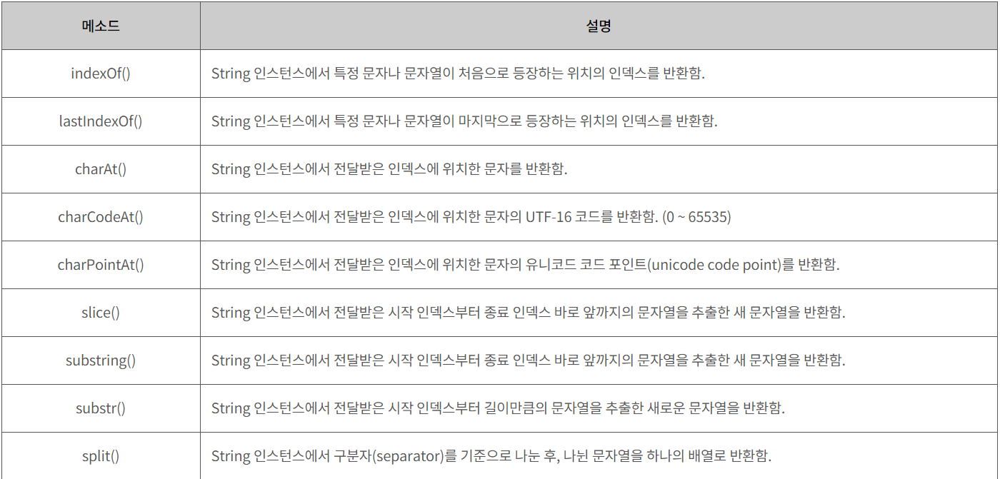 메소드 설명
indexOf() String 인스턴스에서 특정 문자나 문자열이 처음으로 등장하는 위치의 인덱스를 반환함.
lastIndexOf() String 인스턴스에서 특정 문자나 문자열이 마지막으로 등장하는 위치의 인덱스를 반환함.
charAt() String 인스턴스에서 전달받은 인덱스에 위치한 문자를 반환함.
charCodeAt() String 인스턴스에서 전달받은 인덱스에 위치한 문자의 UTF-16 코드를 반환함. (0 ~ 65535)
charPointAt() String 인스턴스에서 전달받은 인덱스에 위치한 문자의 유니코드 코드 포인트(unicode code point)를 반환함.
slice() String 인스턴스에서 전달받은 시작 인덱스부터 종료 인덱스 바로 앞까지의 문자열을 추출한 새 문자열을 반환함.
substring() String 인스턴스에서 전달받은 시작 인덱스부터 종료 인덱스 바로 앞까지의 문자열을 추출한 새 문자열을 반환함.
substr() String 인스턴스에서 전달받은 시작 인덱스부터 길이만큼의 문자열을 추출한 새로운 문자열을 반환함.
split() String 인스턴스에서 구분자(separator)를 기준으로 나눈 후, 나뉜 문자열을 하나의 배열로 반환함.